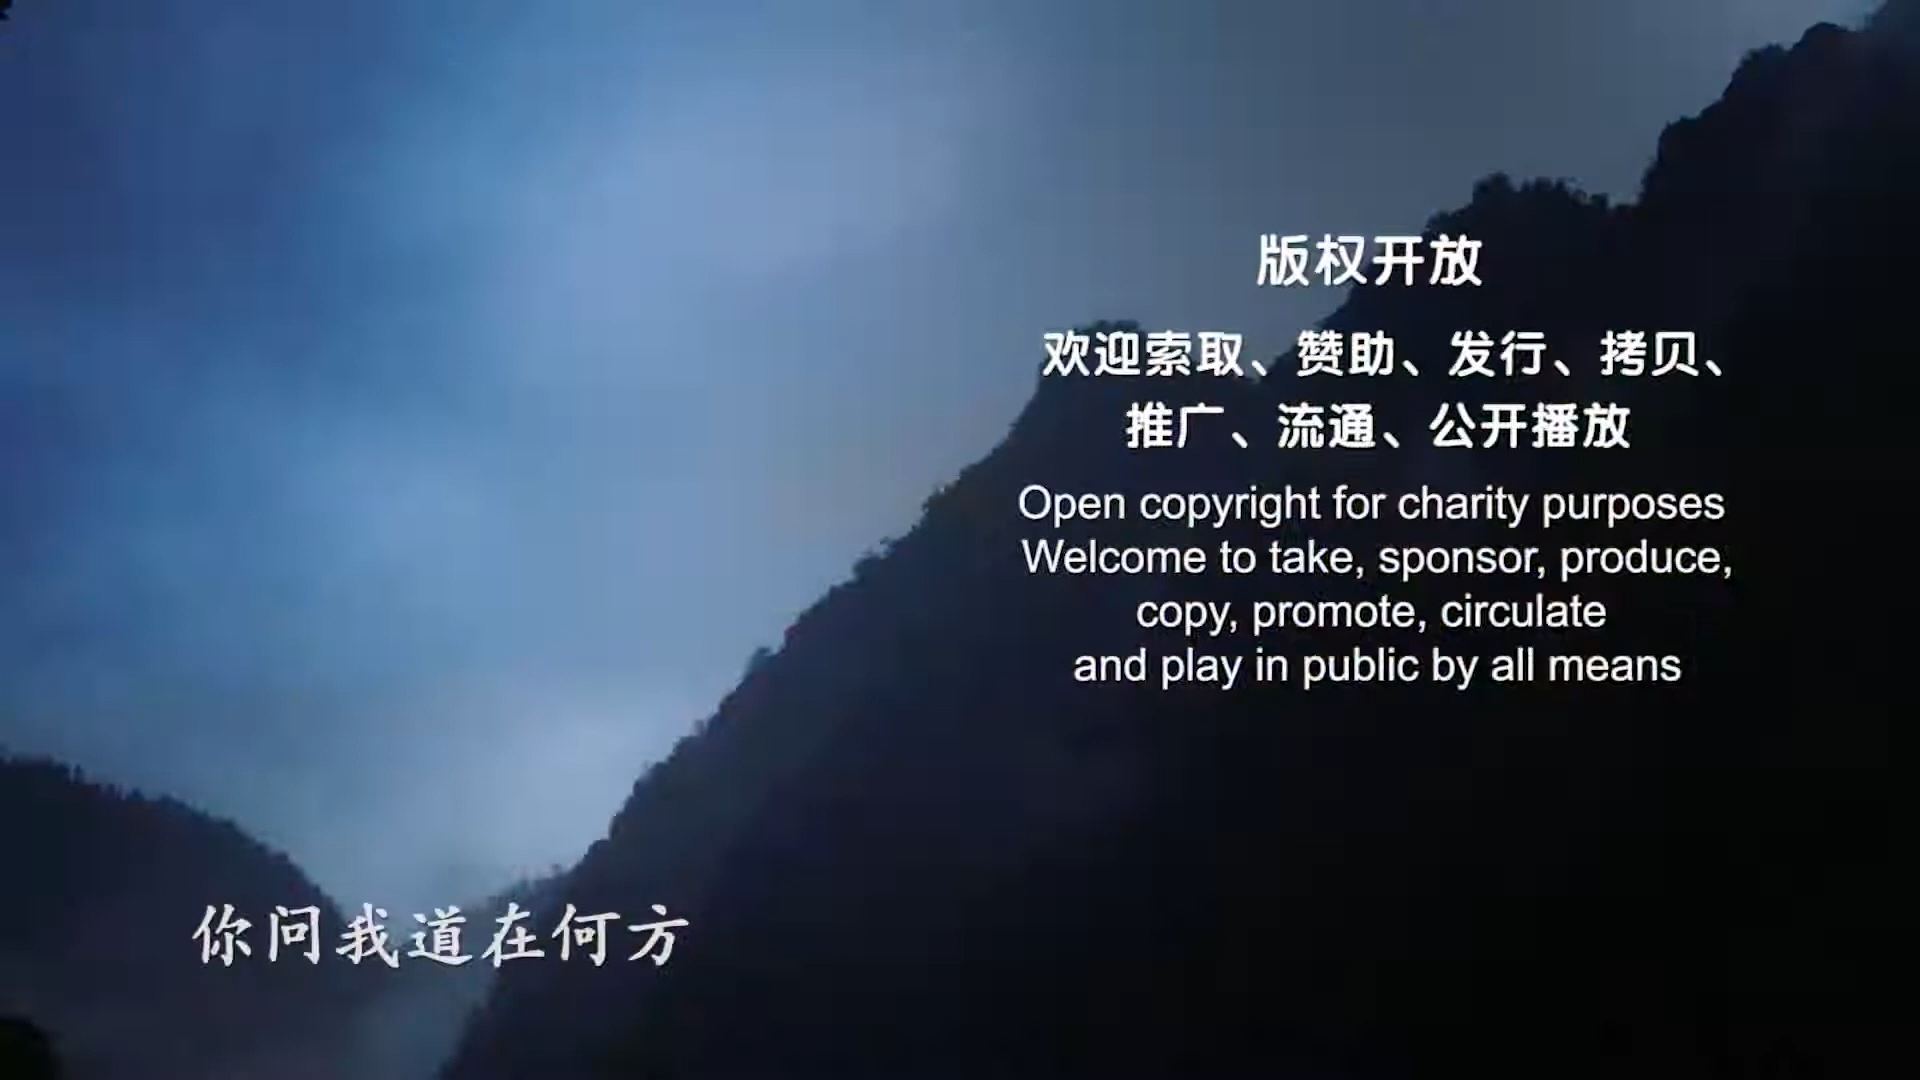 版权开放
欢迎索取、赞助、发行、拷贝、
推广、流通、公开播放
Open copyright for charity purposes
Welcome to take, sponsor, produce,
copy, promote, circulate
and play in public by all means
你问我道在何方